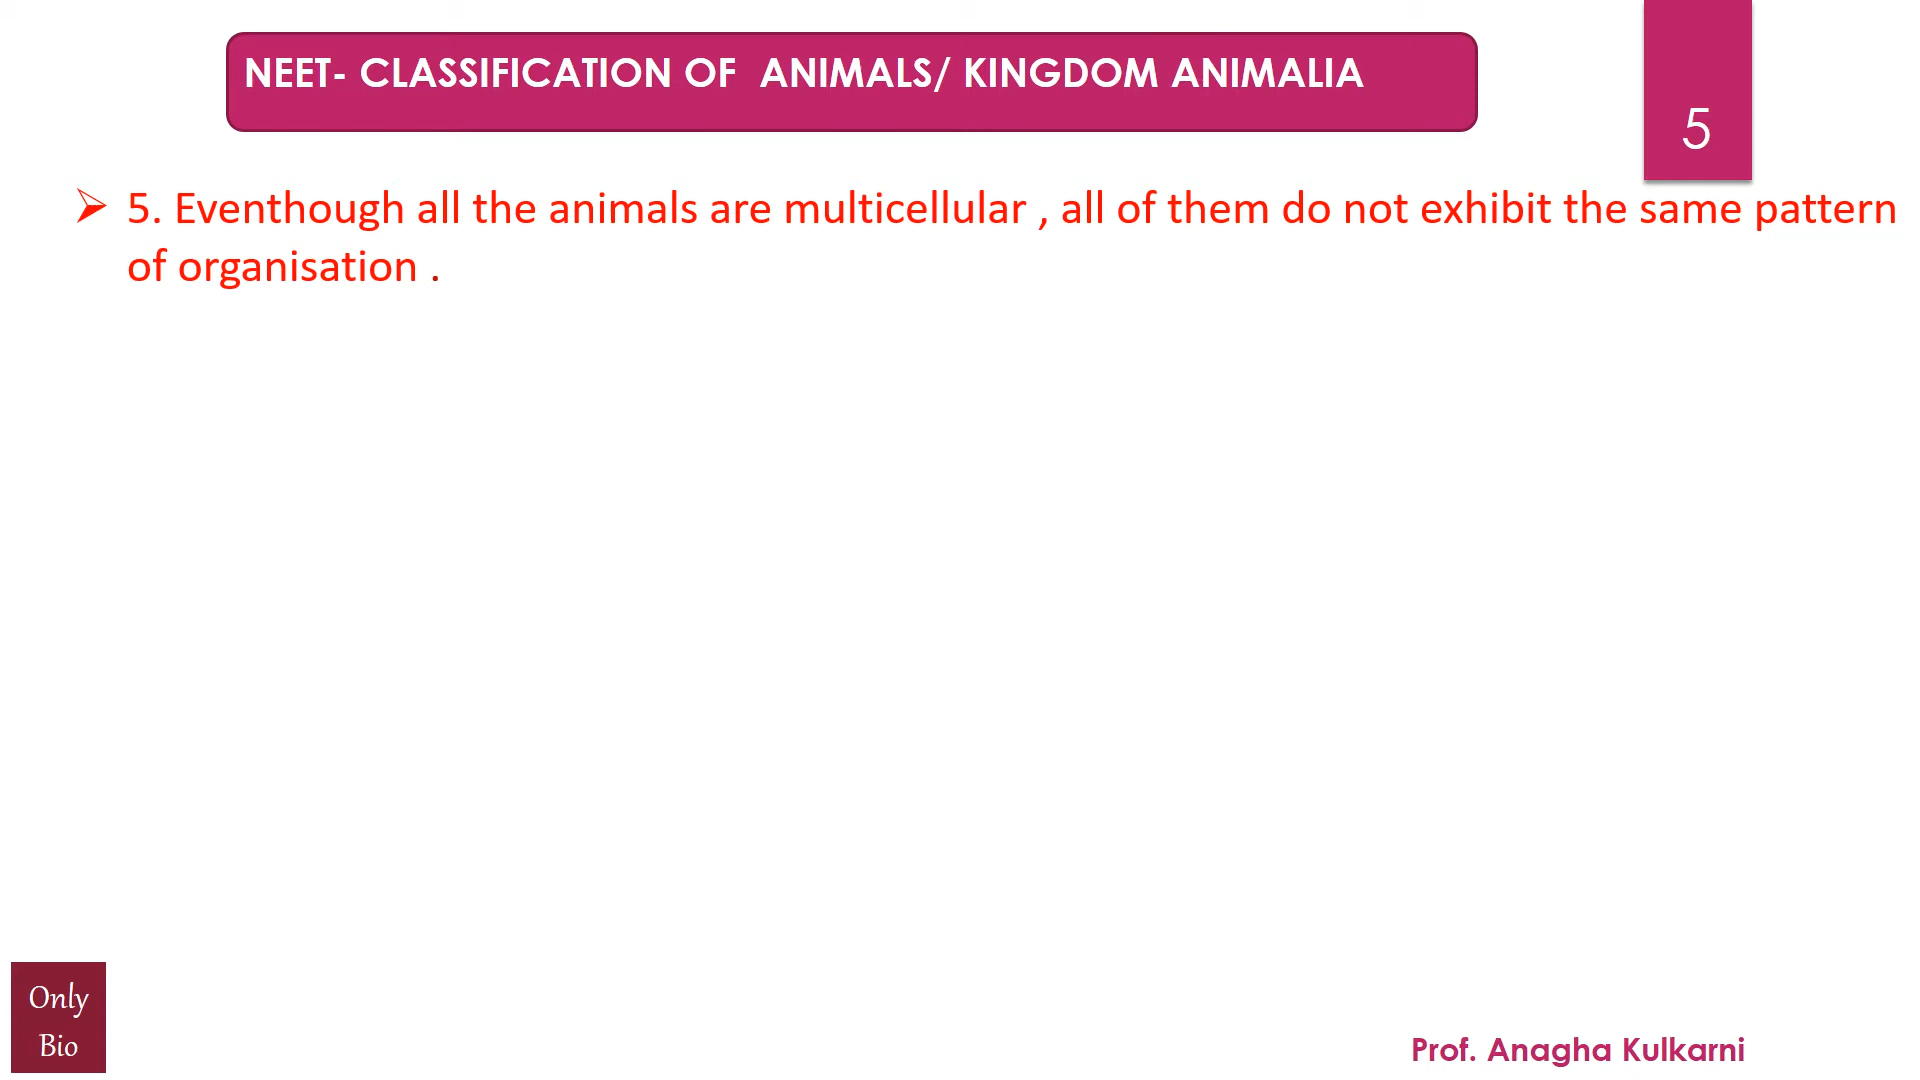 NEET- CLASSIFICATION OF  ANIMALS/ KINGDOM ANIMALIA
5
5. Eventhough all the animals are multicellular , all of them do not exhibit the same pattern
of organisation .
Only
Bio
Prof. Anagha Kulkarni